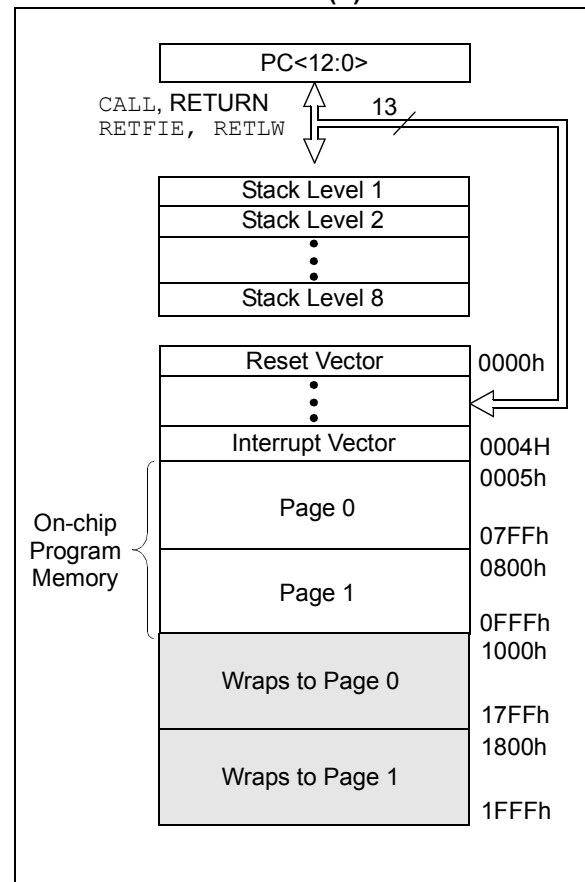 PC<12:0>
CALL, RETURN
RETFIE, RETLW
13
Stack Level 1
Stack Level 2
Stack Level 8
Reset Vector
0000h
Interrupt Vector
0004H
0005h
On-chip
Program
Memory
Page 0
07FFh
0800h
Page 1
0FFFh
1000h
Wraps to Page 0
17FFh
1800h
Wraps to Page 1
1FFFh